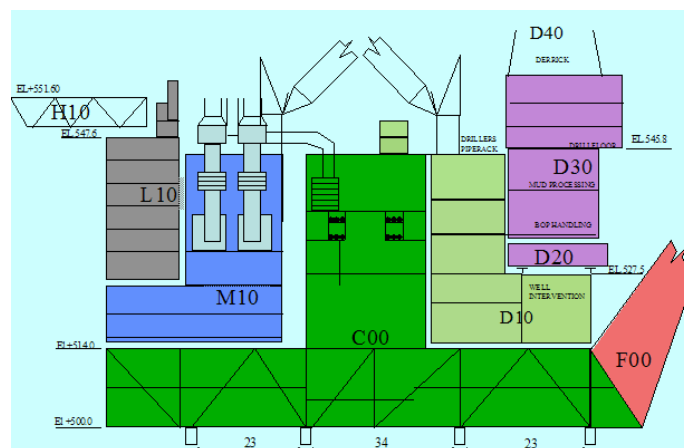 D40
DERRICK
EL+551.60
H10
EL 547.6
DRILLERS
PIPERACK
DRILLFLOOR
EL 545.8
D30
MUD PROCESSING
L10
BOP HANDLING
D20
EL 527.5
WELL
INTERVENTION
M10
D10
C00
El+514.0
F00
El+500.0
23
34
23